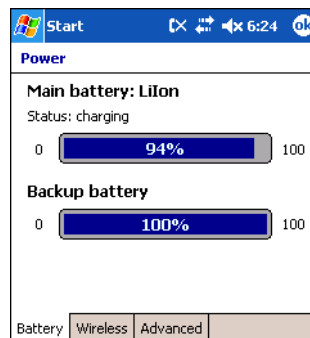 Start 6:24 ok
Power
Main battery: LiIon
Status: charging
0 94% 100
Backup battery
0 100% 100
Battery Wireless Advanced